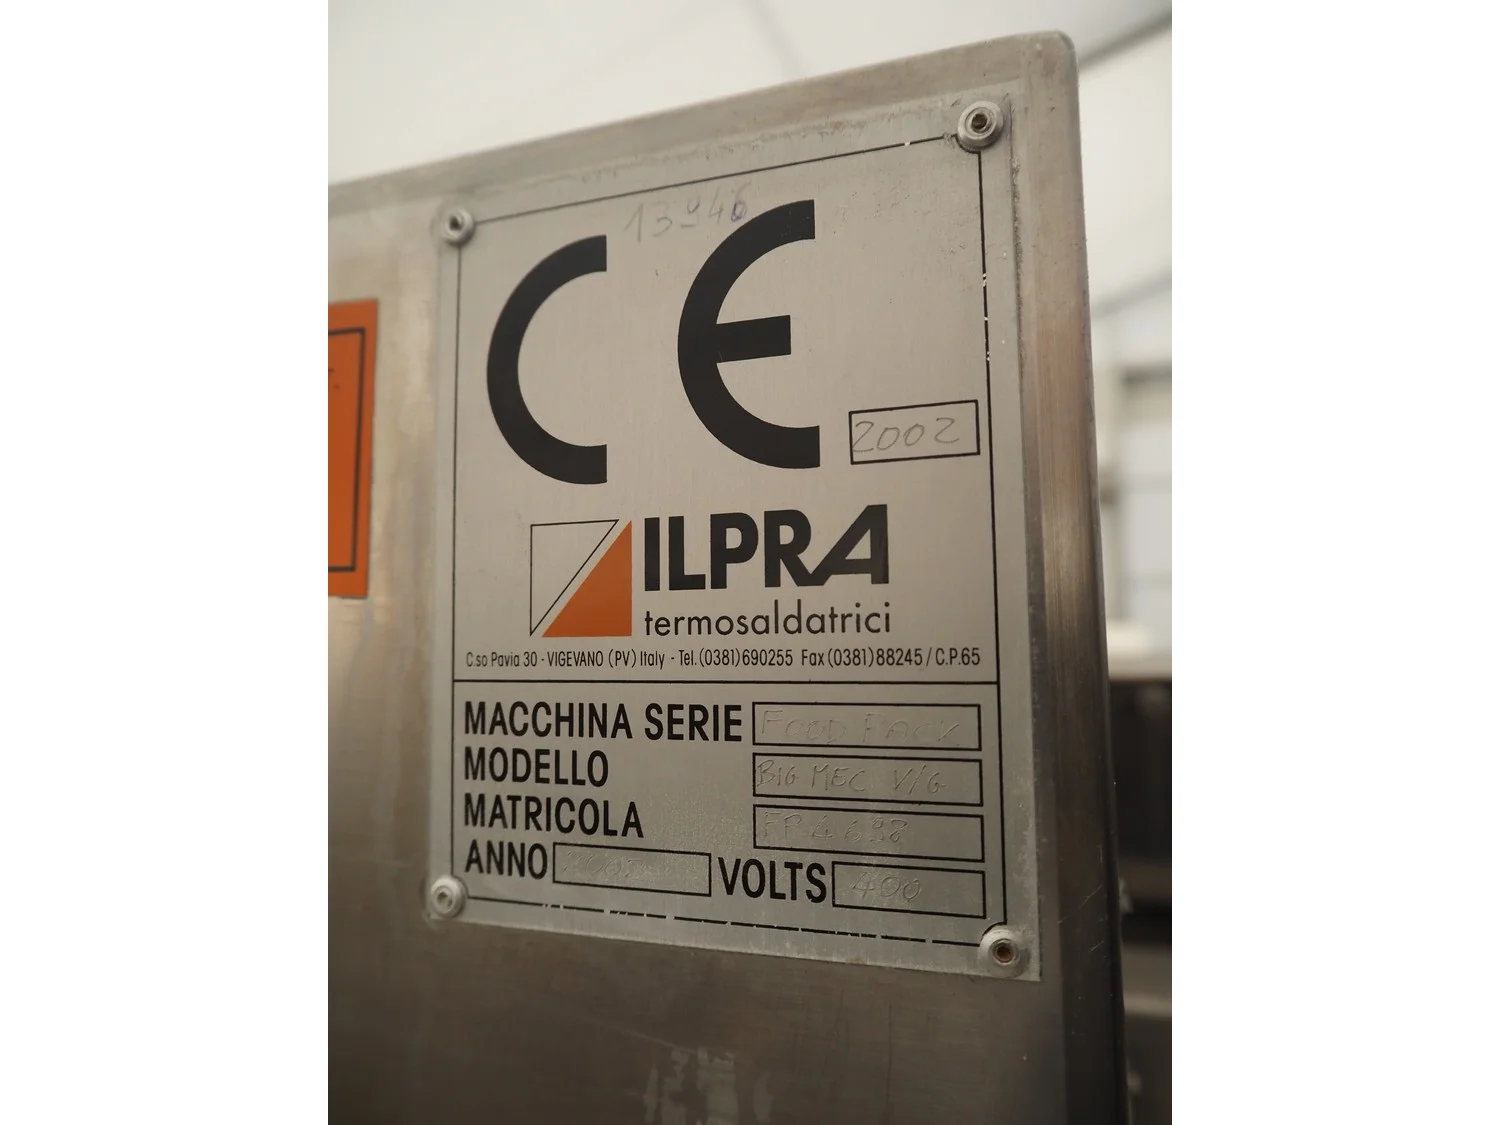 CE
2002
ILPRA
termosaldatrici
C.so Pavia 30 - VIGEVANO (PV) Italy - Tel. (0381) 690255 Fax (0381) 88245 / C.P. 65
MACCHINA SERIE FOOD PACK
MODELLO BIG MEC V/G
MATRICOLA
ANNO VOLTS 400